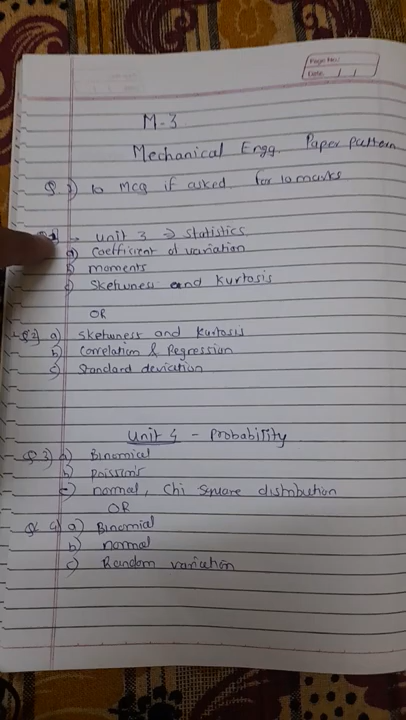 Page No.:
Date: / /
M-3
Mechanical Engg. Paper pattern
10 MCQ if asked. for 10 marks
→ unit 3 ⇒ statistics
a) Coefficient of variation
b) moments
c) Skewness and Kurtosis
OR
Q2] a) Skewness and Kurtosis
b) Correlation & Regression
c) Standard deviation
Unit 4 - Probability
Q 3] a) Binomial
b) poisson's
c) normal, Chi Square distribution
OR
Q 4] a) Binomial
b) normal
c) Random variation